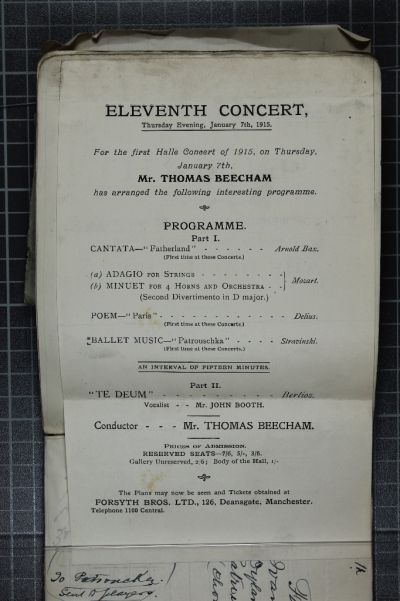 ELEVENTH CONCERT,
Thursday Evening, January 7th, 1915.
For the first Halle Concert of 1915, on Thursday,
January 7th,
Mr. THOMAS BEECHAM
has arranged the following interesting programme.
PROGRAMME.
Part I.
CANTATA—"Fatherland" - - - - - - Arnold Bax.
(First time at these Concerts.)
(a) ADAGIO FOR STRINGS - - - - - - - -
(b) MINUET FOR 4 HORNS AND ORCHESTRA - - } Mozart.
(Second Divertimento in D major.)
POEM—"Paris" - - - - - - - - - - - - Delius.
(First time at these Concerts.)
*BALLET MUSIC—"Patrouschka" - - - - - Stravinski.
(First time at these Concerts.)
AN INTERVAL OF FIFTEEN MINUTES.
Part II.
"TE DEUM" - - - - - - - - - Berlioz.
Vocalist - - Mr. JOHN BOOTH.
Conductor - - - Mr. THOMAS BEECHAM.
PRICES OF ADMISSION.
RESERVED SEATS—7/6, 5/-, 3/6.
Gallery Unreserved, 2/6; Body of the Hall, 1/-
The Plans may now be seen and Tickets obtained at
FORSYTH BROS. LTD., 126, Deansgate, Manchester.
Telephone 1100 Central.